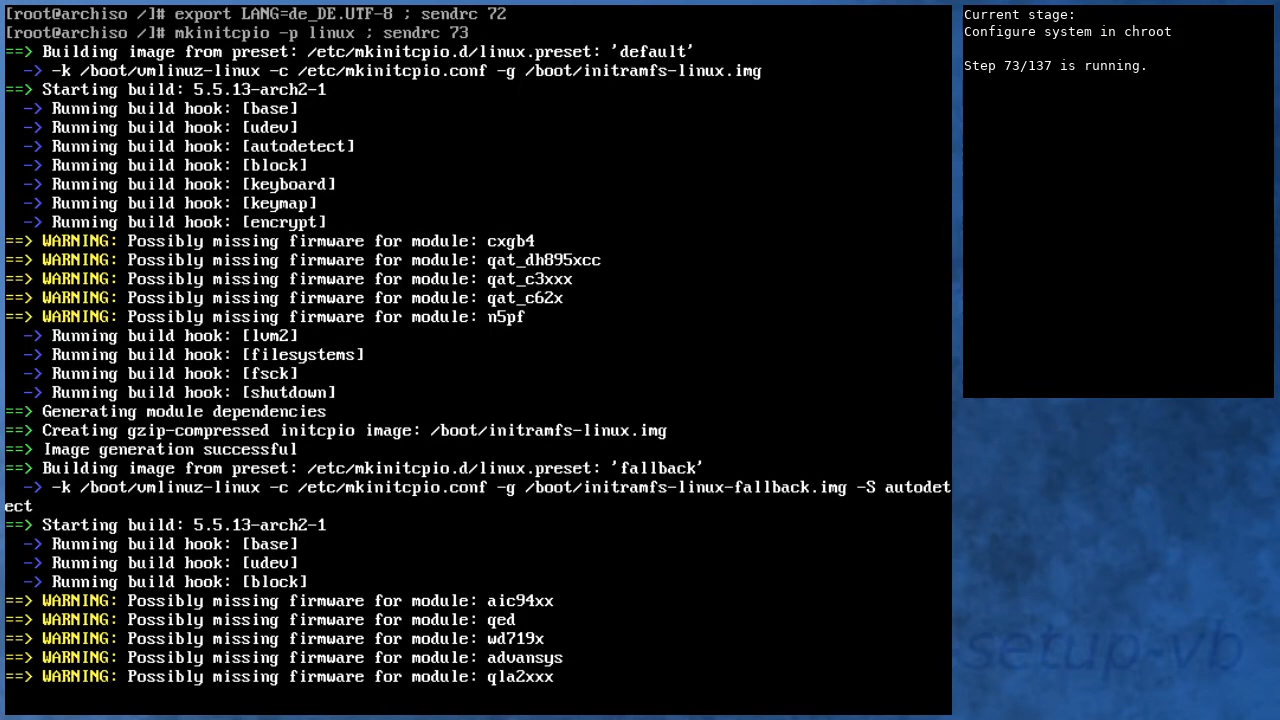 [root@archiso /]# export LANG=de_DE.UTF-8 ; sendrc 72
[root@archiso /]# mkinitcpio -p linux ; sendrc 73
==> Building image from preset: /etc/mkinitcpio.d/linux.preset: 'default'
  -> -k /boot/vmlinuz-linux -c /etc/mkinitcpio.conf -g /boot/initramfs-linux.img
==> Starting build: 5.5.13-arch2-1
  -> Running build hook: [base]
  -> Running build hook: [udev]
  -> Running build hook: [autodetect]
  -> Running build hook: [block]
  -> Running build hook: [keyboard]
  -> Running build hook: [keymap]
  -> Running build hook: [encrypt]
==> WARNING: Possibly missing firmware for module: cxgb4
==> WARNING: Possibly missing firmware for module: qat_dh895xcc
==> WARNING: Possibly missing firmware for module: qat_c3xxx
==> WARNING: Possibly missing firmware for module: qat_c62x
==> WARNING: Possibly missing firmware for module: n5pf
  -> Running build hook: [lvm2]
  -> Running build hook: [filesystems]
  -> Running build hook: [fsck]
  -> Running build hook: [shutdown]
==> Generating module dependencies
==> Creating gzip-compressed initcpio image: /boot/initramfs-linux.img
==> Image generation successful
==> Building image from preset: /etc/mkinitcpio.d/linux.preset: 'fallback'
  -> -k /boot/vmlinuz-linux -c /etc/mkinitcpio.conf -g /boot/initramfs-linux-fallback.img -S autodet
ect
==> Starting build: 5.5.13-arch2-1
  -> Running build hook: [base]
  -> Running build hook: [udev]
  -> Running build hook: [block]
==> WARNING: Possibly missing firmware for module: aic94xx
==> WARNING: Possibly missing firmware for module: qed
==> WARNING: Possibly missing firmware for module: wd719x
==> WARNING: Possibly missing firmware for module: advansys
==> WARNING: Possibly missing firmware for module: qla2xxx
Current stage:
Configure system in chroot
Step 73/137 is running.
setup-vb